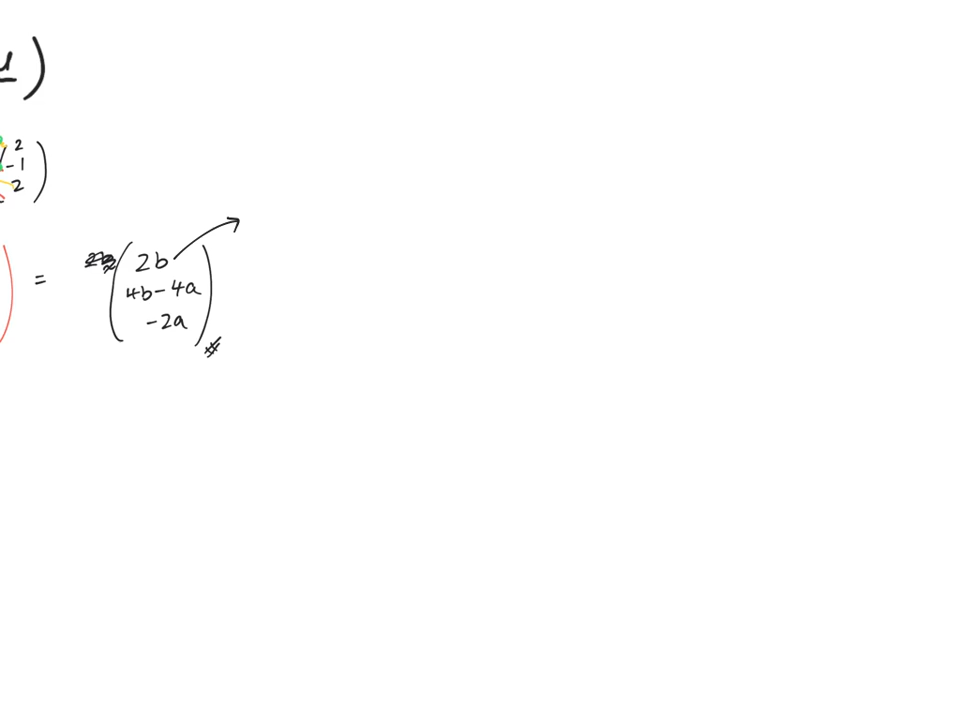 )
2
-1
2
)
) = ( 2b
4b-4a
-2a )
#